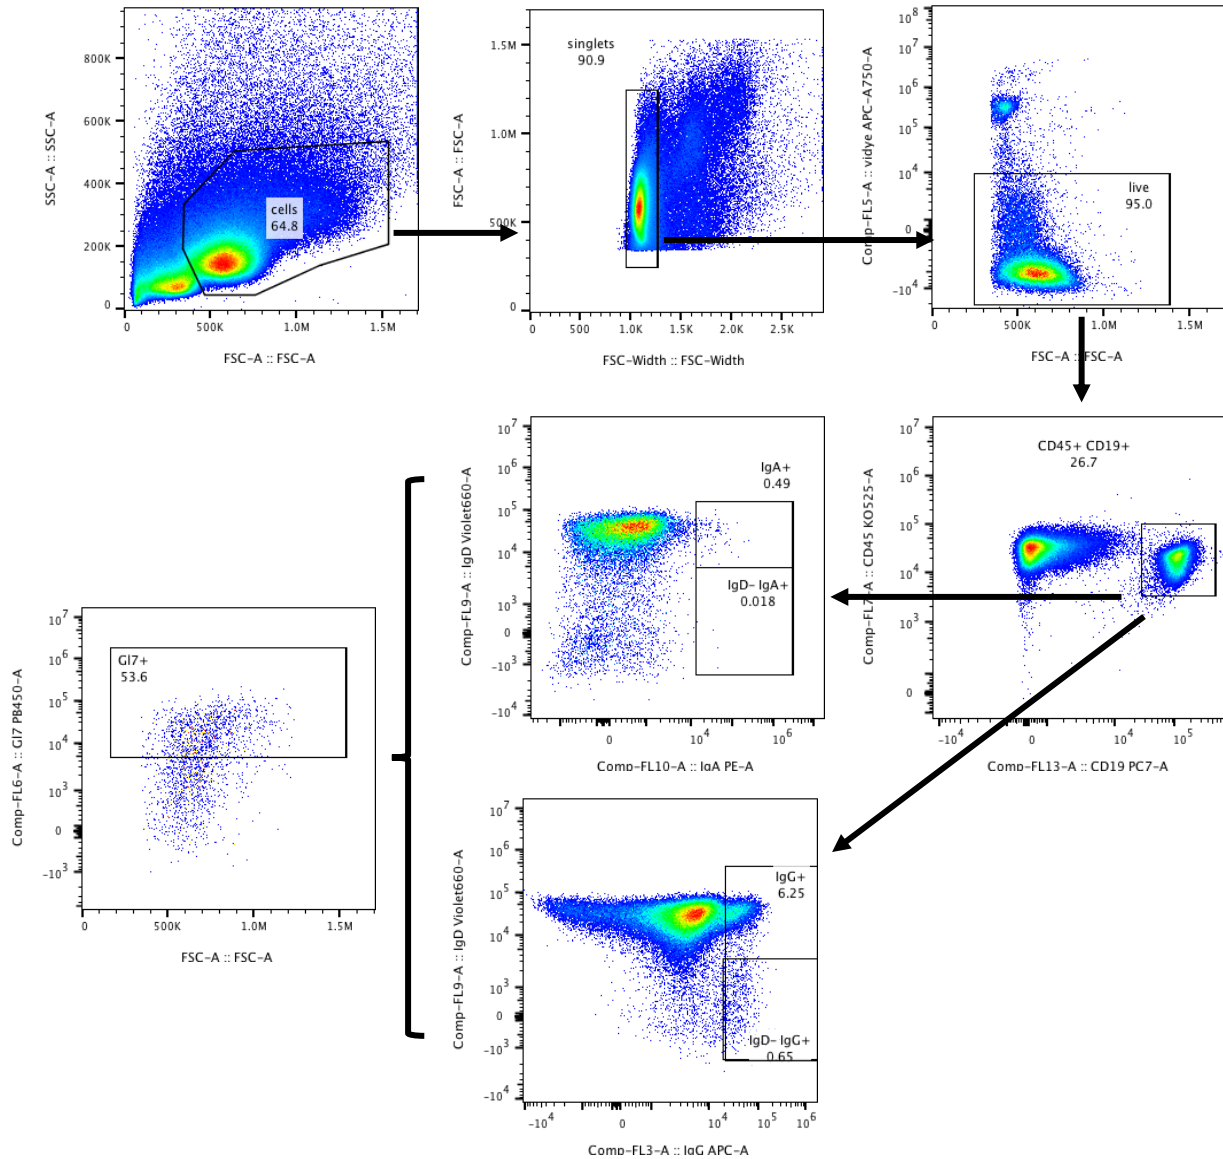 800K
600K
400K
200K
0
SSC-A :: SSC-A
cells
64.8
0
500K
1.0M
1.5M
FSC-A :: FSC-A
singlets
90.9
1.5M
1.0M
500K
0
FSC-A :: FSC-A
0
500
1.0K
1.5K
2.0K
2.5K
FSC-Width :: FSC-Width
10^8
10^7
10^6
10^5
0
-10^4
Comp-FL5-A :: vidye APC-A750-A
live
95.0
0
500K
1.0M
1.5M
FSC-A :: FSC-A
10^7
10^6
10^5
10^4
10^3
0
-10^3
-10^4
Comp-FL9-A :: IgD Violet660-A
IgA+
0.49
IgD- IgA+
0.018
0
10^4
10^6
Comp-FL10-A :: IgA PE-A
10^7
10^6
10^5
10^4
10^3
0
Comp-FL7-A :: CD45 KO525-A
CD45+ CD19+
26.7
-10^4
0
10^4
10^5
Comp-FL13-A :: CD19 PC7-A
10^7
10^6
10^5
10^4
10^3
0
-10^3
Comp-FL6-A :: Gl7 PB450-A
Gl7+
53.6
0
500K
1.0M
1.5M
FSC-A :: FSC-A
10^7
10^6
10^5
10^4
10^3
0
-10^3
-10^4
Comp-FL9-A :: IgD Violet660-A
IgG+
6.25
IgD- IgG+
0.65
-10^4
0
10^4
10^5
10^6
Comp-FL3-A :: IgG APC-A